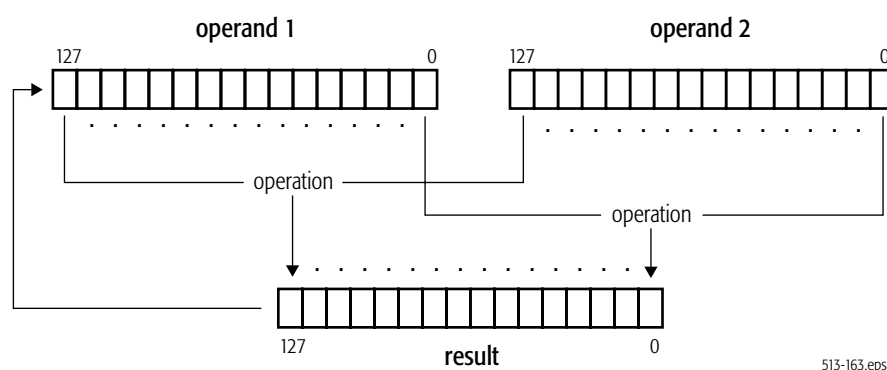 operand 1
operand 2
127
0
127
0
operation
operation
127
result
0
513-163.eps